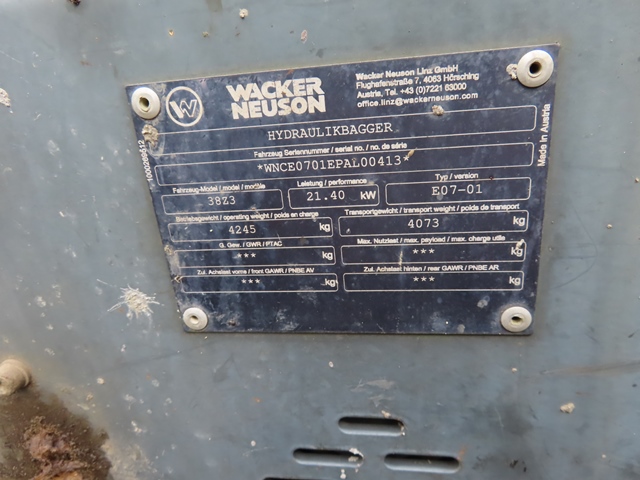 W
WACKER
NEUSON
Wacker Neuson Linz GmbH
Flughafenstraße 7, 4063 Hörsching
Austria, Tel. +43 (0)7221 63000
office.linz@wackerneuson.com
HYDRAULIKBAGGER
Fahrzeug Seriennummer / serial no. / no. de série
*WNCE0701EPAL00413*
Fahrzeug-Model / model / modèle
38Z3
Leistung / performance
21.40 kW
Typ / version
E07-01
Betriebsgewicht / operating weight / poids en charge
4245 kg
Transportgewicht / transport weight / poids de transport
4073 kg
G. Gew. / GWR / PTAC
*** kg
Max. Nutzlast / max. payload / max. charge utile
*** kg
Zul. Achslast vorne / front GAWR / PNBE AV
*** kg
Zul. Achslast hinten / rear GAWR / PNBE AR
*** kg
Made in Austria